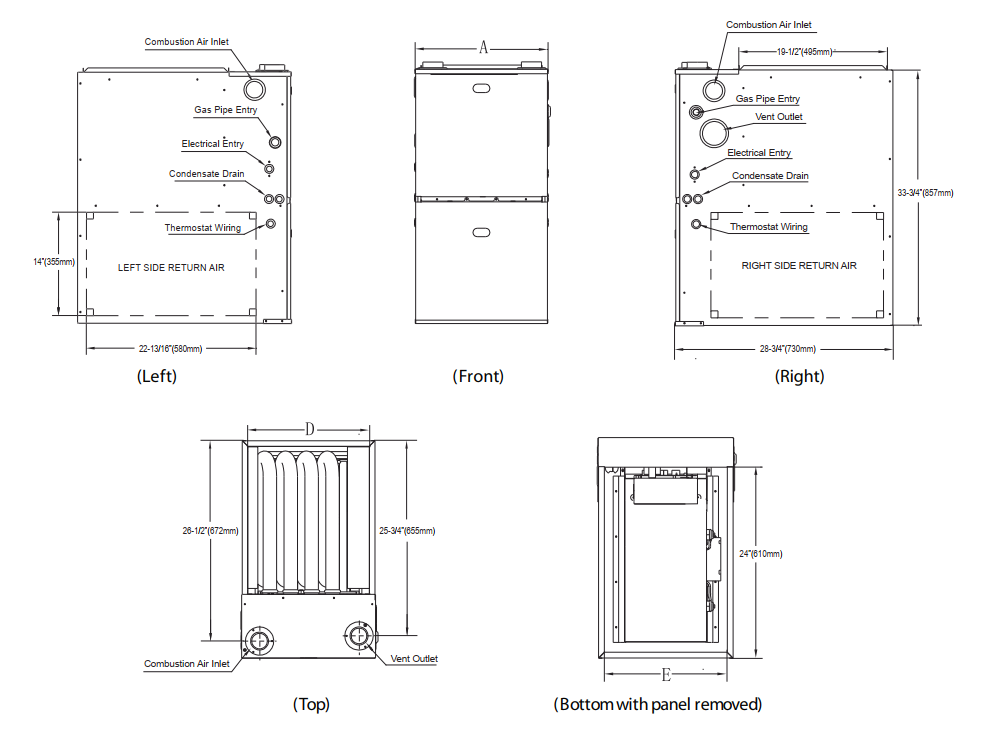 Combustion Air Inlet
Gas Pipe Entry
Electrical Entry
Condensate Drain
Thermostat Wiring
14"(355mm)
LEFT SIDE RETURN AIR
22-13/16"(580mm)
(Left)
A
(Front)
Combustion Air Inlet
19-1/2"(495mm)
Gas Pipe Entry
Vent Outlet
Electrical Entry
Condensate Drain
33-3/4"(857mm)
Thermostat Wiring
RIGHT SIDE RETURN AIR
28-3/4"(730mm)
(Right)
D
26-1/2"(672mm)
25-3/4"(655mm)
Combustion Air Inlet
Vent Outlet
(Top)
24"(610mm)
E
(Bottom with panel removed)